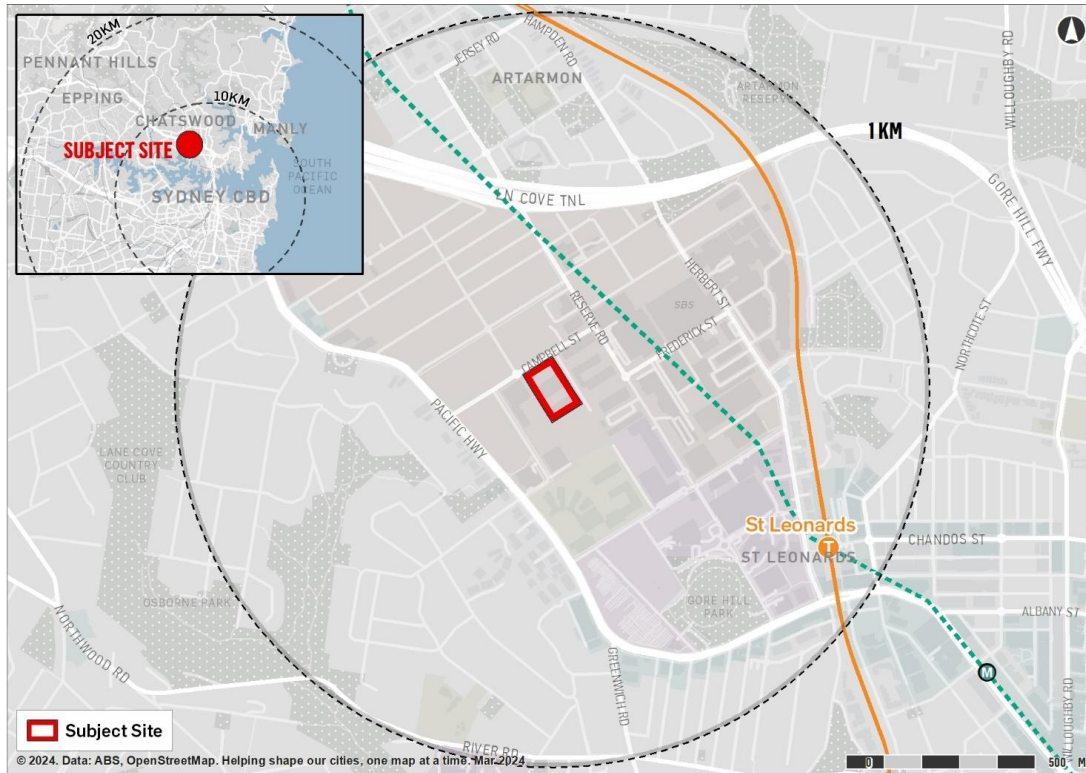 20KM
PENNANT HILLS
EPPING
10KM
CHATSWOOD
MANLY
SUBJECT SITE
SOUTH
PACIFIC
OCEAN
SYDNEY CBD
JERSEY RD
HAMPDEN RD
ARTARMON
ARTARMON
RESERVE
WILLOUGHBY RD
1 KM
LN COVE TNL
GORE HILL FWY
HERBERT ST
SBS
RESERVE RD
FREDERICK ST
CAMPBELL ST
NORTHCOTE ST
PACIFIC HWY
LANE COVE
COUNTRY
CLUB
St Leonards
T
ST LEONARDS
CHANDOS ST
OSBORNE PARK
GORE HILL
PARK
ALBANY ST
NORTHWOOD RD
GREENWICH RD
M
WILLOUGHBY RD
RIVER RD
Subject Site
© 2024. Data: ABS, OpenStreetMap. Helping shape our cities, one map at a time. Mar 2024
0 500 M